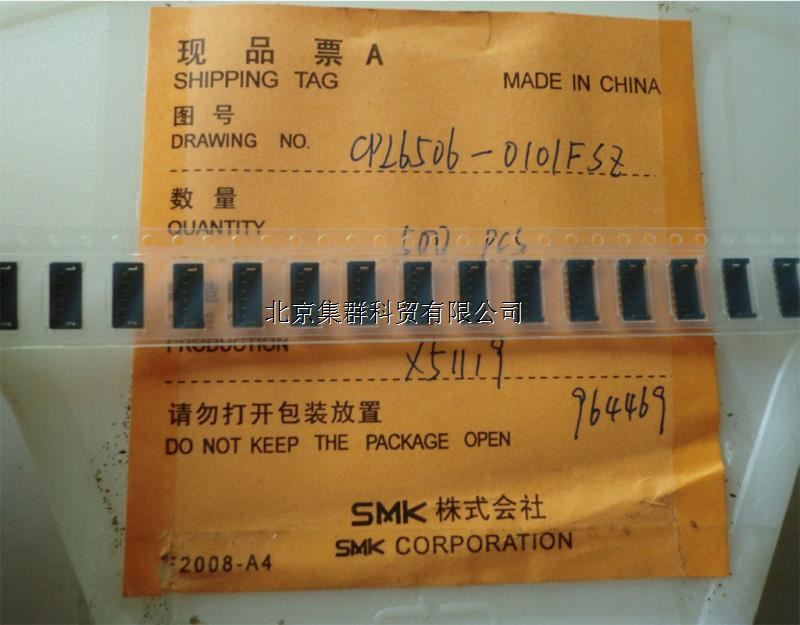 现品票 A
SHIPPING TAG MADE IN CHINA
图号
DRAWING NO. CPL6506-0101FSZ
数量
QUANTITY 500 PCS
北京集群科贸有限公司
PRODUCTION X51119
请勿打开包装放置 964469
DO NOT KEEP THE PACKAGE OPEN
SMK 株式会社
SMK CORPORATION
2008-A4